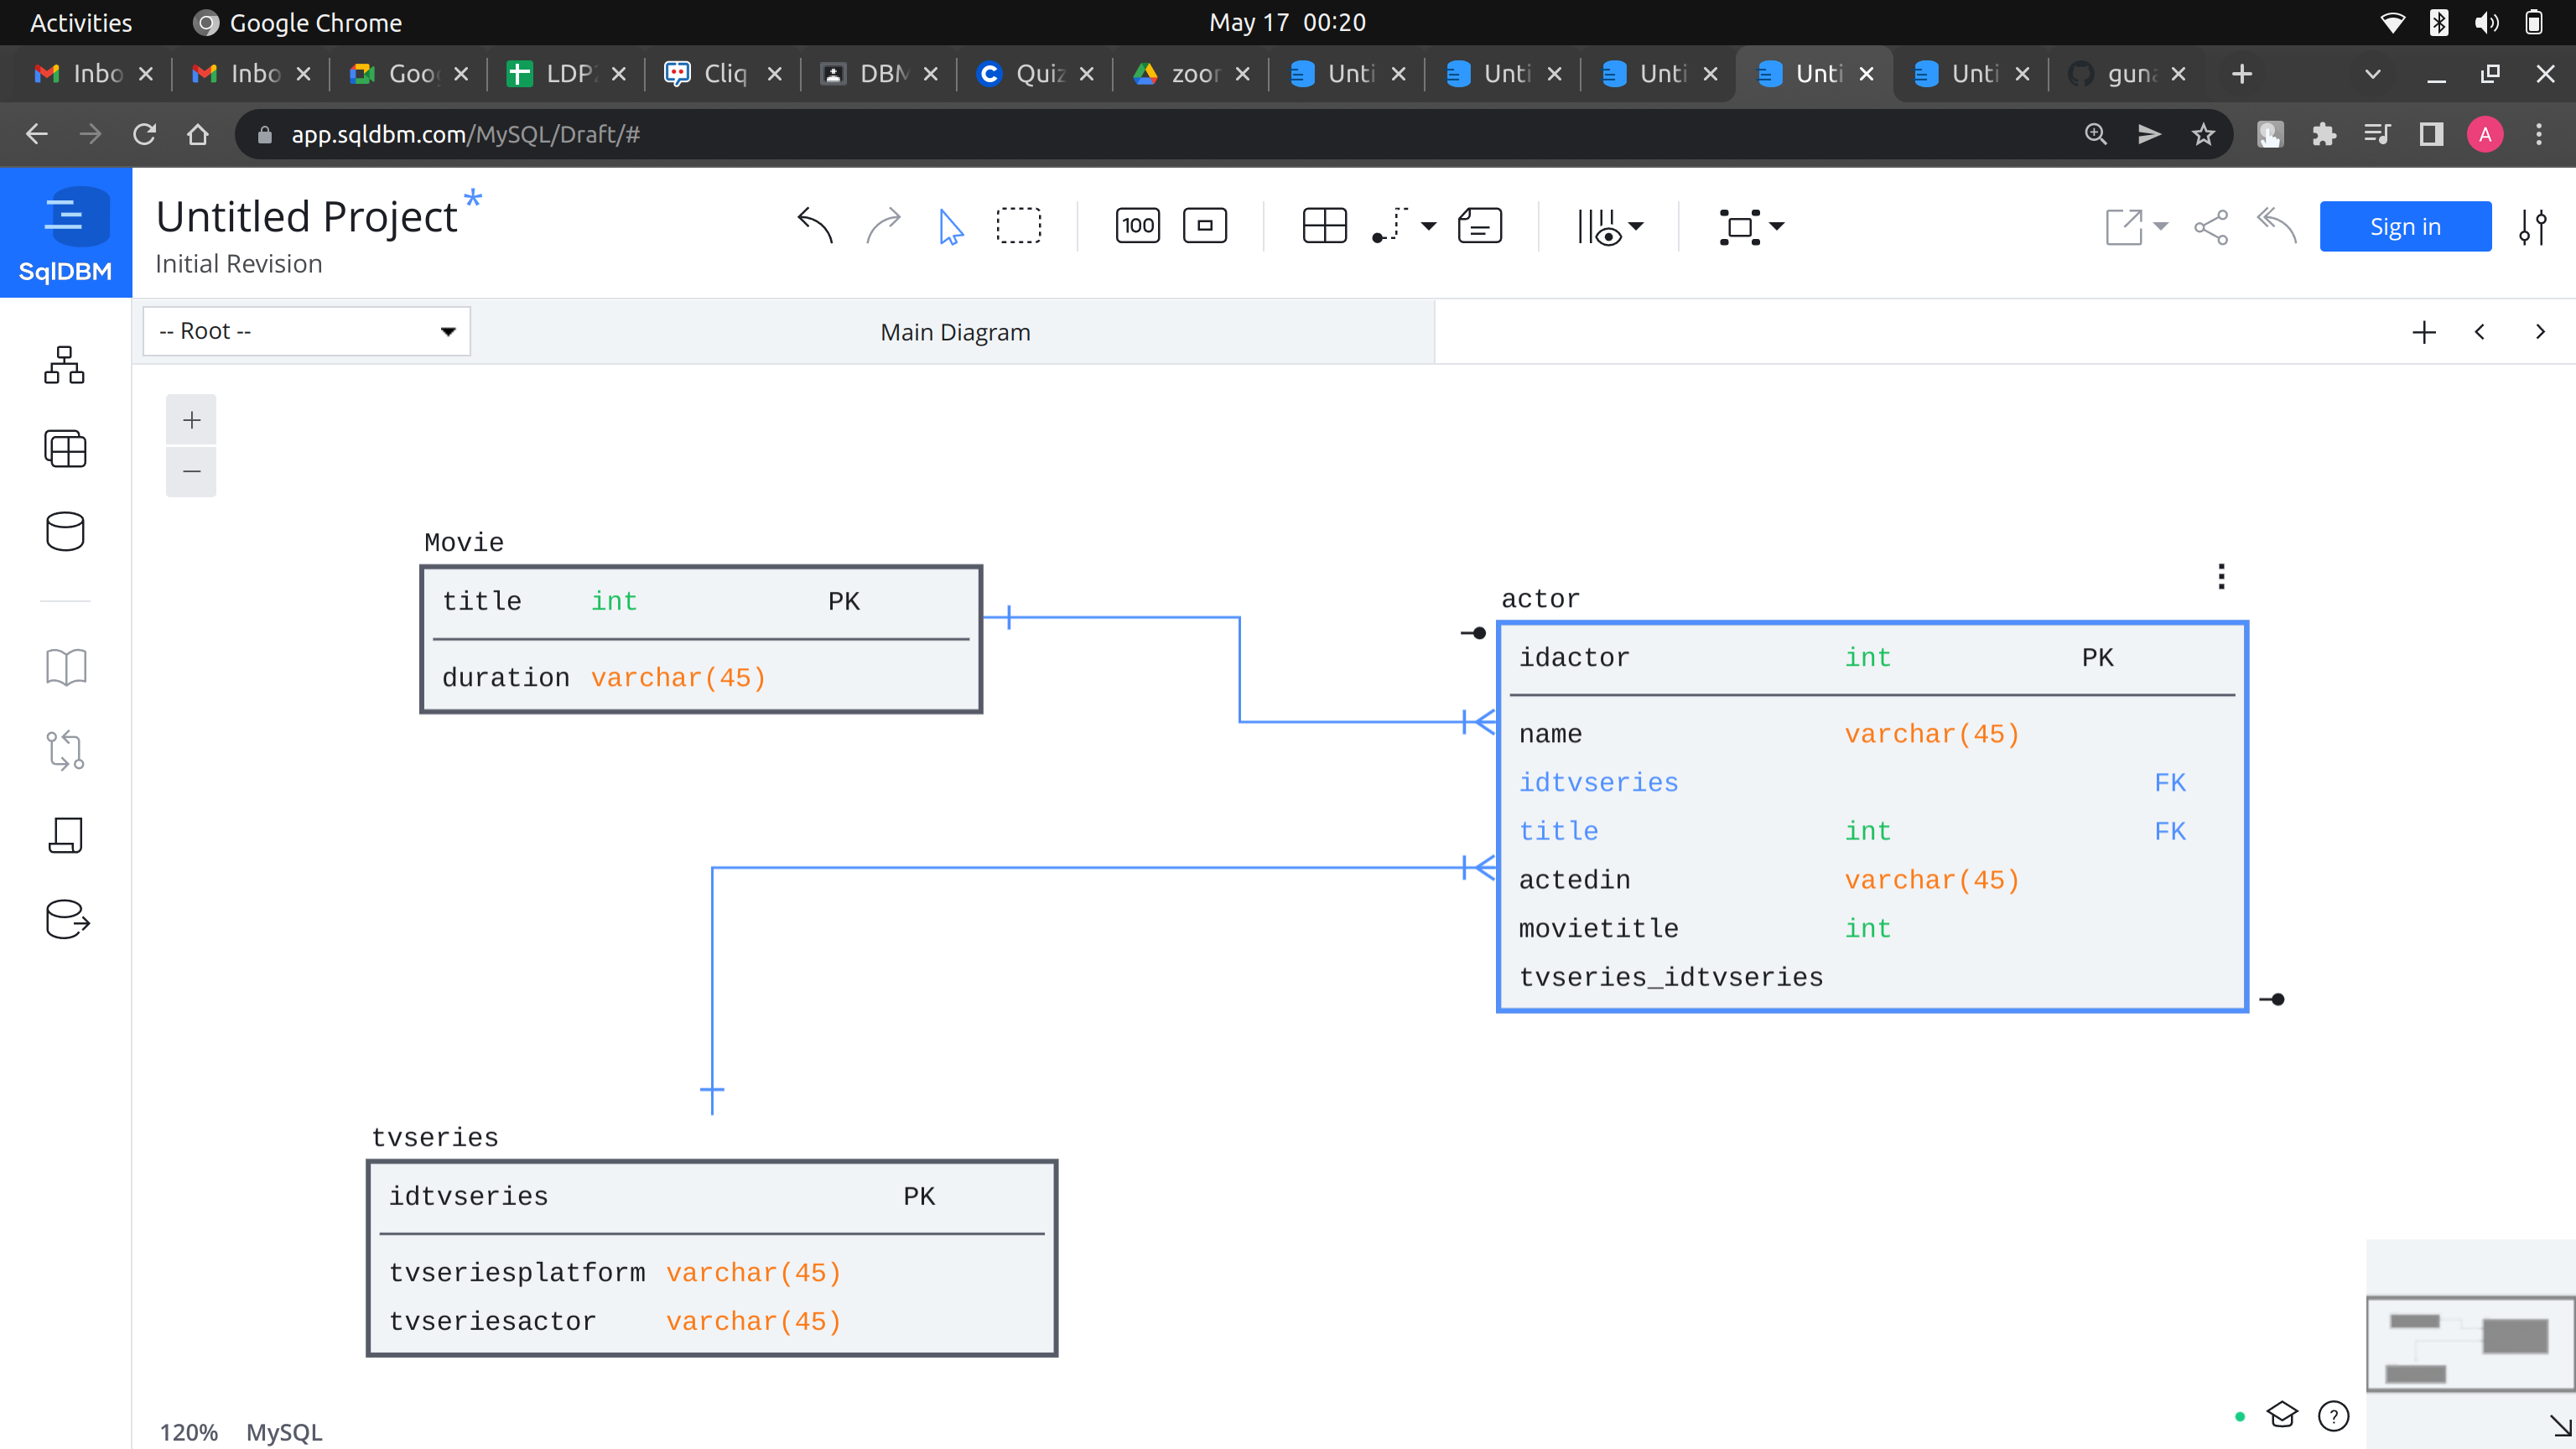 Activities Google Chrome May 17 00:20
Inbo Inbo Goo LDP Cliq DBM Quiz zoor Unti Unti Unti Unti Unti guna
app.sqldbm.com/MySQL/Draft/# A
SqlDBM
Untitled Project*
Initial Revision
100
Sign in
-- Root --
Main Diagram
Movie
title int PK
duration varchar(45)
actor
idactor int PK
name varchar(45)
idtvseries FK
title int FK
actedin varchar(45)
movietitle int
tvseries_idtvseries
tvseries
idtvseries PK
tvseriesplatform varchar(45)
tvseriesactor varchar(45)
120% MySQL
?